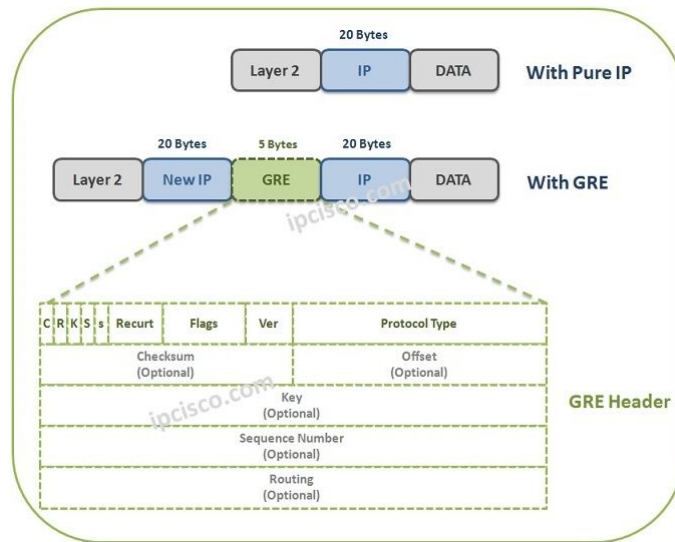 20 Bytes
Layer 2 IP DATA With Pure IP
20 Bytes 5 Bytes 20 Bytes
Layer 2 New IP GRE IP DATA With GRE
ipcisco.com
C R K S s Recurt Flags Ver Protocol Type
Checksum Offset
(Optional) (Optional)
ipcisco.com
Key
(Optional)
GRE Header
Sequence Number
(Optional)
Routing
(Optional)